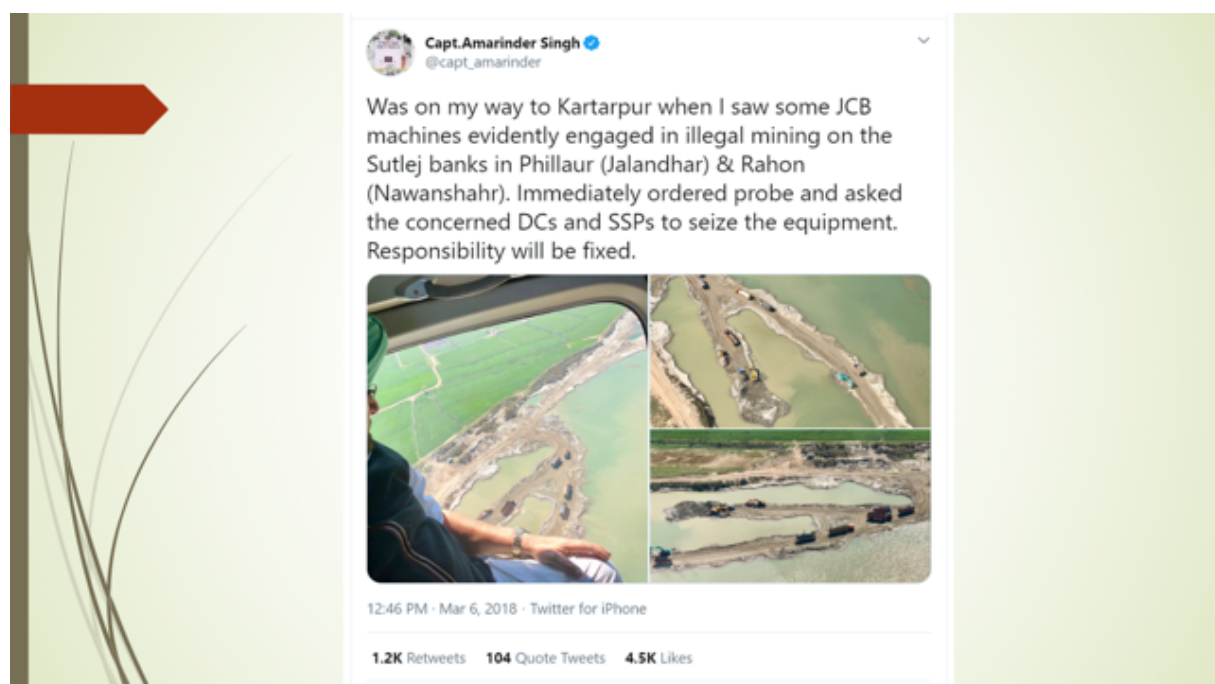 Capt.Amarinder Singh
@capt_amarinder
Was on my way to Kartarpur when I saw some JCB
machines evidently engaged in illegal mining on the
Sutlej banks in Phillaur (Jalandhar) & Rahon
(Nawanshahr). Immediately ordered probe and asked
the concerned DCs and SSPs to seize the equipment.
Responsibility will be fixed.
12:46 PM · Mar 6, 2018 · Twitter for iPhone
1.2K Retweets 104 Quote Tweets 4.5K Likes